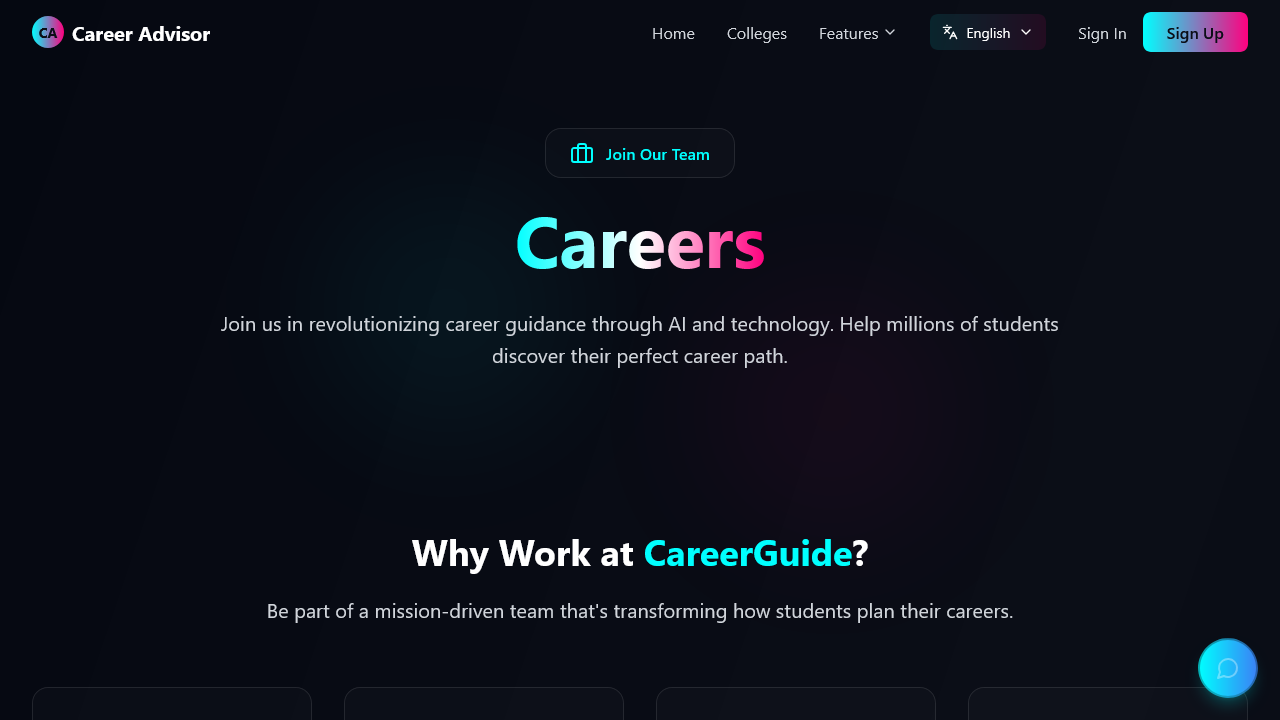 CA Career Advisor
Home
Colleges
Features
English
Sign In
Sign Up
Join Our Team
Careers
Join us in revolutionizing career guidance through AI and technology. Help millions of students
discover their perfect career path.
Why Work at CareerGuide?
Be part of a mission-driven team that's transforming how students plan their careers.